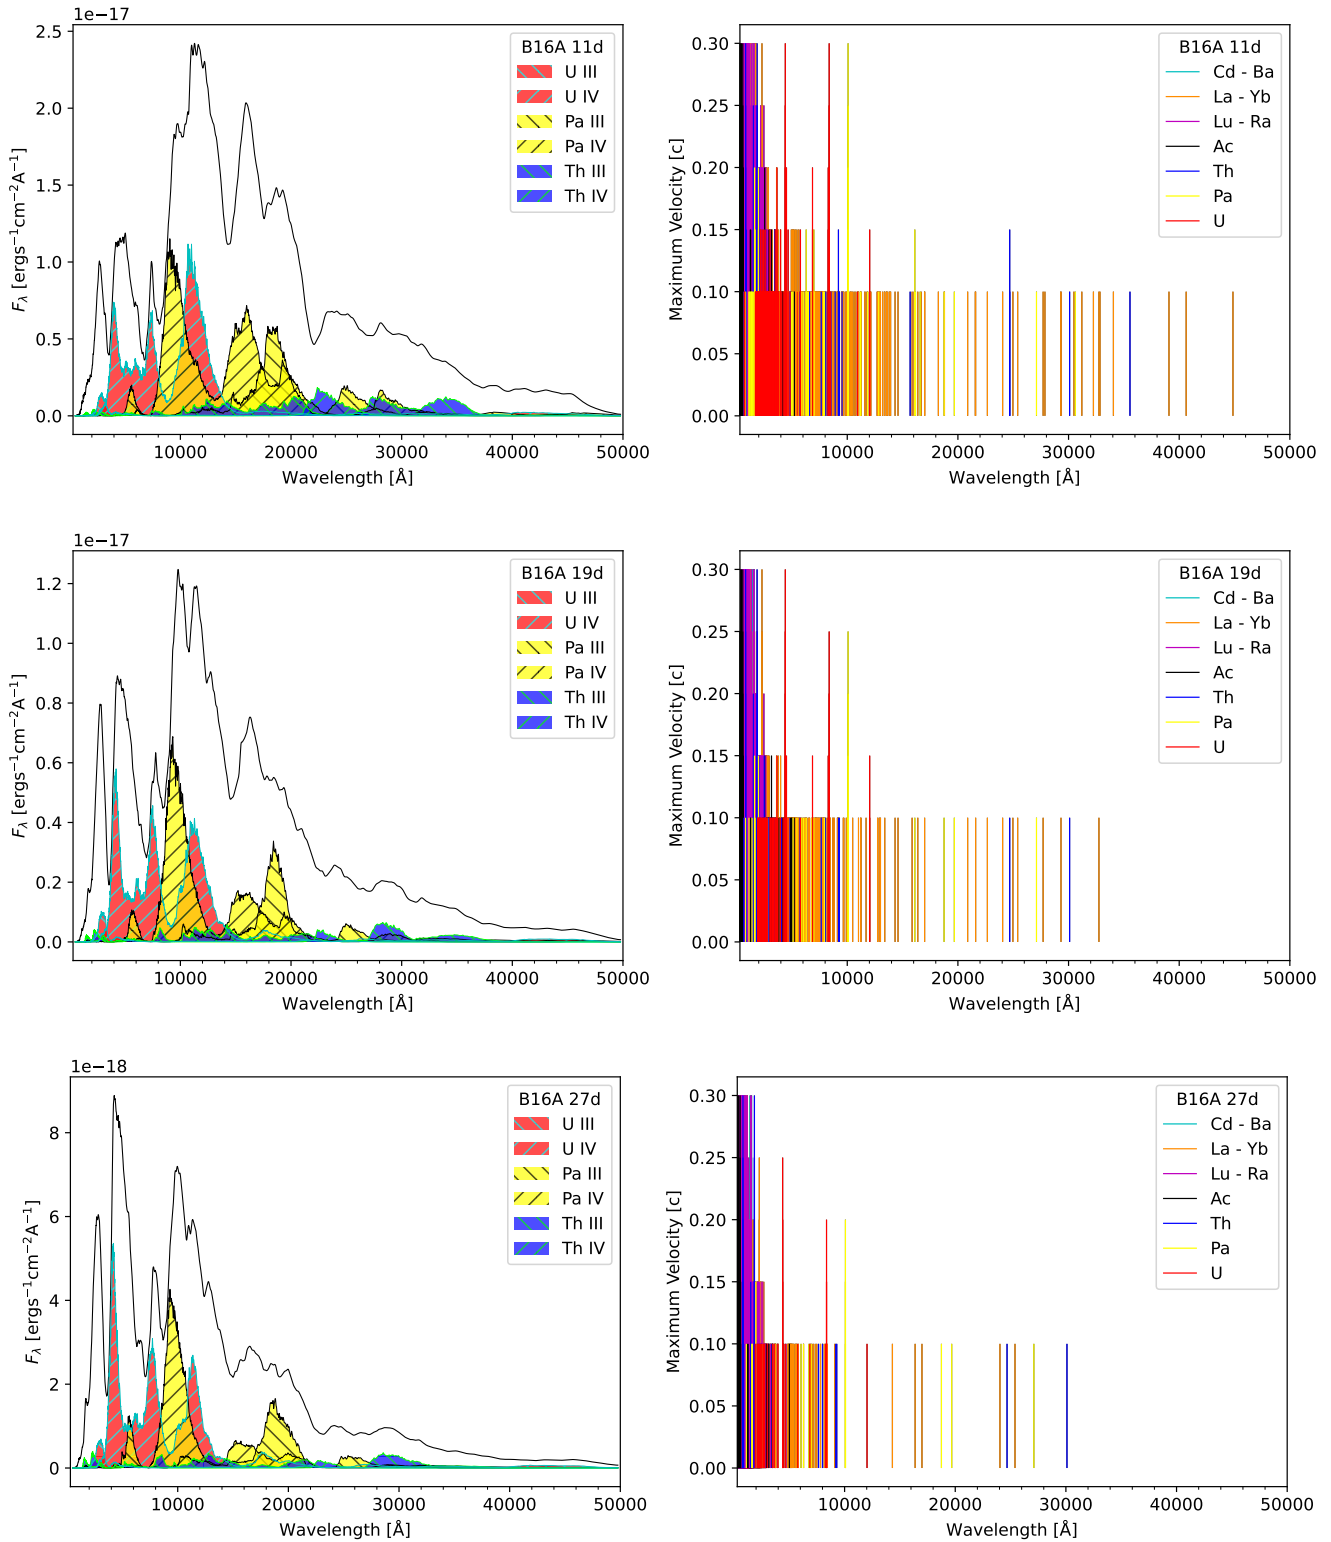 1e−17
2.5
2.0
1.5
1.0
0.5
0.0
F_λ [ergs⁻¹cm⁻²A⁻¹]
10000 20000 30000 40000 50000
Wavelength [Å]
B16A 11d
U III
U IV
Pa III
Pa IV
Th III
Th IV
0.30
0.25
0.20
0.15
0.10
0.05
0.00
Maximum Velocity [c]
10000 20000 30000 40000 50000
Wavelength [Å]
B16A 11d
Cd - Ba
La - Yb
Lu - Ra
Ac
Th
Pa
U
1e−17
1.2
1.0
0.8
0.6
0.4
0.2
0.0
F_λ [ergs⁻¹cm⁻²A⁻¹]
10000 20000 30000 40000 50000
Wavelength [Å]
B16A 19d
U III
U IV
Pa III
Pa IV
Th III
Th IV
0.30
0.25
0.20
0.15
0.10
0.05
0.00
Maximum Velocity [c]
10000 20000 30000 40000 50000
Wavelength [Å]
B16A 19d
Cd - Ba
La - Yb
Lu - Ra
Ac
Th
Pa
U
1e−18
8
6
4
2
0
F_λ [ergs⁻¹cm⁻²A⁻¹]
10000 20000 30000 40000 50000
Wavelength [Å]
B16A 27d
U III
U IV
Pa III
Pa IV
Th III
Th IV
0.30
0.25
0.20
0.15
0.10
0.05
0.00
Maximum Velocity [c]
10000 20000 30000 40000 50000
Wavelength [Å]
B16A 27d
Cd - Ba
La - Yb
Lu - Ra
Ac
Th
Pa
U